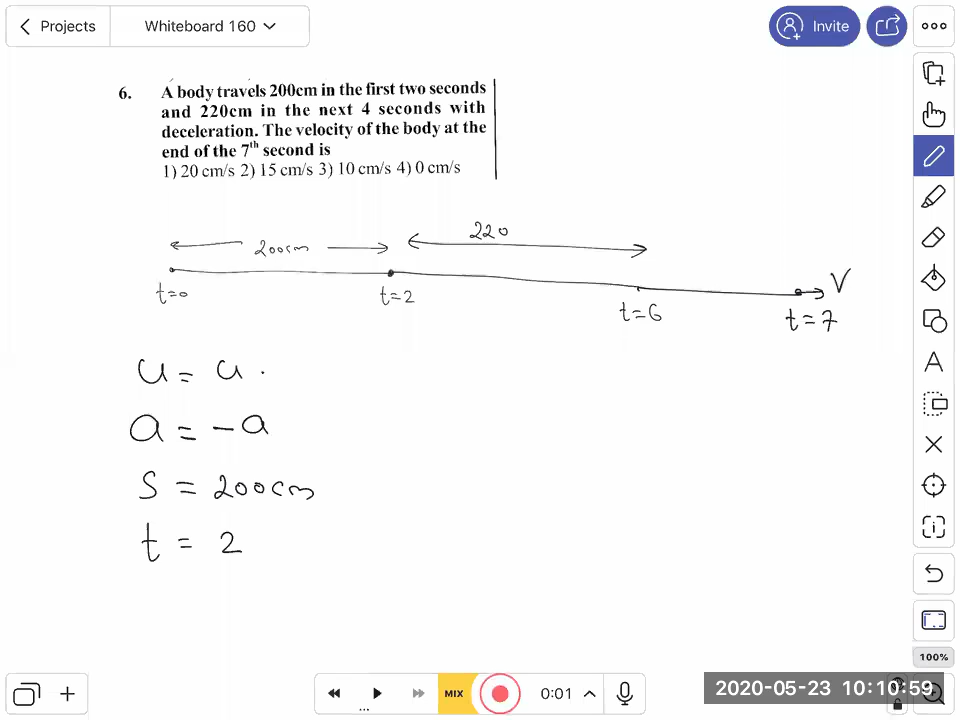 Projects
Whiteboard 160
Invite
6. A body travels 200cm in the first two seconds
and 220cm in the next 4 seconds with
deceleration. The velocity of the body at the
end of the 7th second is
1) 20 cm/s 2) 15 cm/s 3) 10 cm/s 4) 0 cm/s
200cm
220
t=0
t=2
t=6
t=7
V
u = u.
a = -a
s = 200cm
t = 2
A
100%
MIX
0:01
2020-05-23 10:10:59